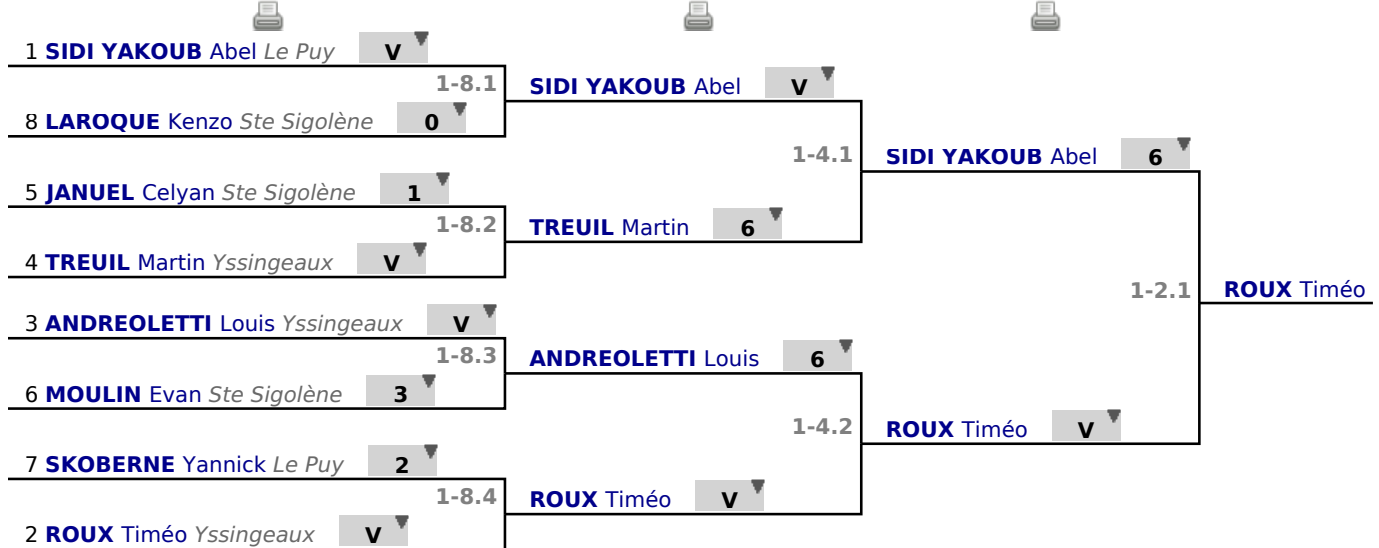 1 SIDI YAKOUB Abel Le Puy V
1-8.1
8 LAROQUE Kenzo Ste Sigolène 0
5 JANUEL Celyan Ste Sigolène 1
1-8.2
4 TREUIL Martin Yssingeaux V
3 ANDREOLETTI Louis Yssingeaux V
1-8.3
6 MOULIN Evan Ste Sigolène 3
7 SKOBERNE Yannick Le Puy 2
1-8.4
2 ROUX Timéo Yssingeaux V
SIDI YAKOUB Abel V
1-4.1
TREUIL Martin 6
ANDREOLETTI Louis 6
1-4.2
ROUX Timéo V
SIDI YAKOUB Abel 6
1-2.1
ROUX Timéo V
ROUX Timéo